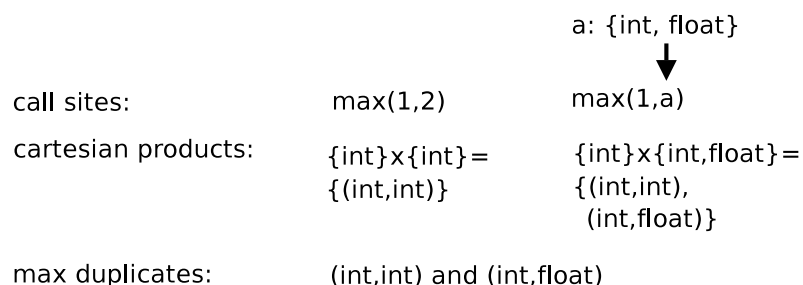 a: {int, float}
call sites: max(1,2) max(1,a)
cartesian products: {int}x{int}= {int}x{int,float}=
{(int,int)} {(int,int),
(int,float)}
max duplicates: (int,int) and (int,float)